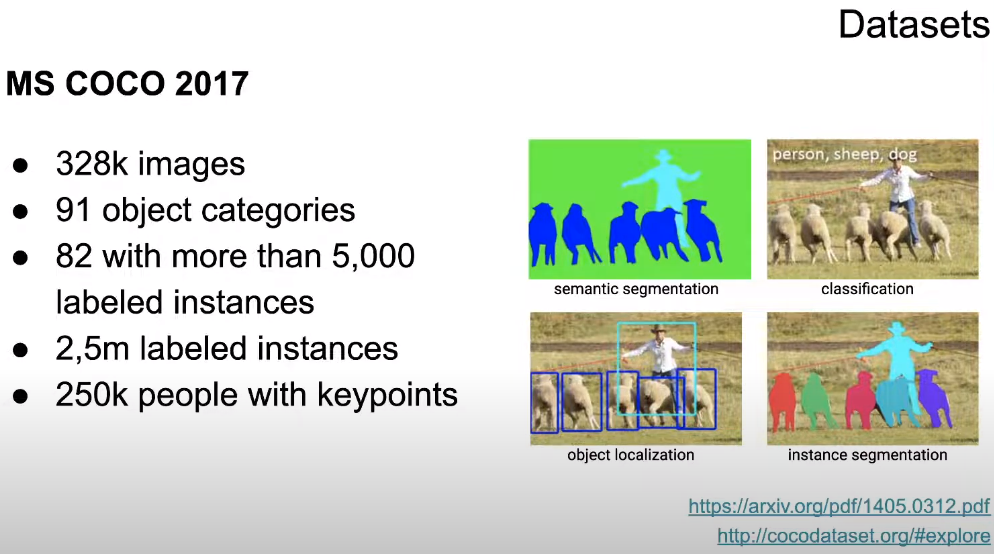 Datasets
MS COCO 2017
● 328k images
● 91 object categories
● 82 with more than 5,000
labeled instances
● 2,5m labeled instances
● 250k people with keypoints
semantic segmentation
person, sheep, dog
classification
object localization
instance segmentation
https://arxiv.org/pdf/1405.0312.pdf
http://cocodataset.org/#explore